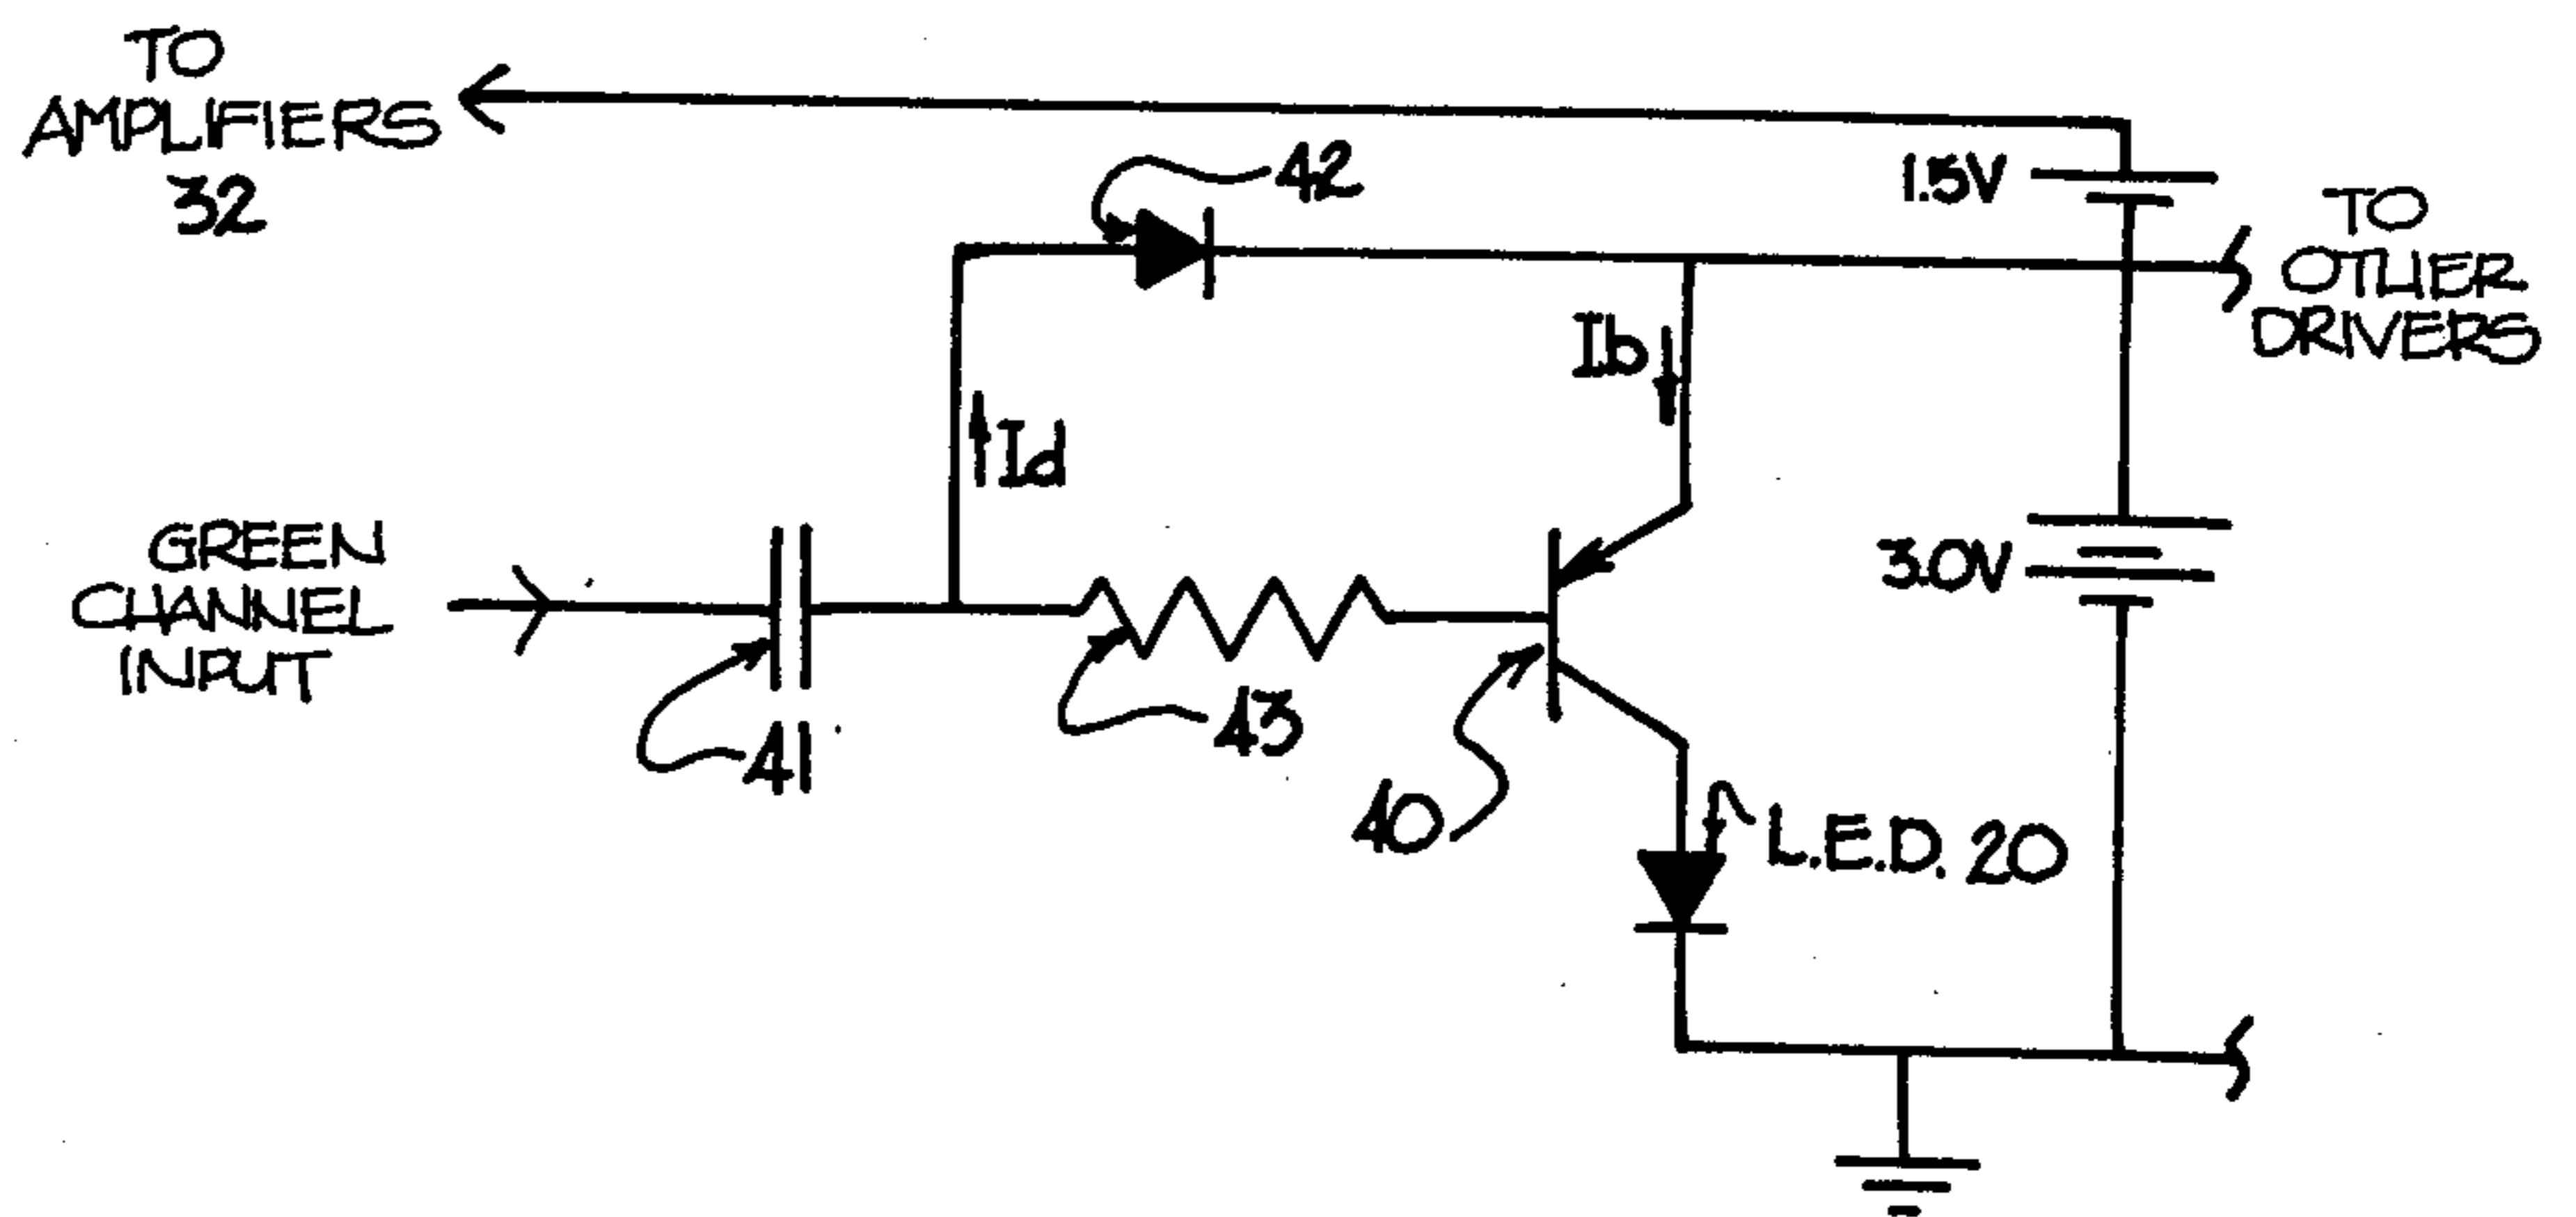 TO
AMPLIFIERS
32
42
1.5V
TO
OTHER
DRIVERS
Ib
Id
GREEN
CHANNEL
INPUT
3.0V
41
43
40
L.E.D. 20